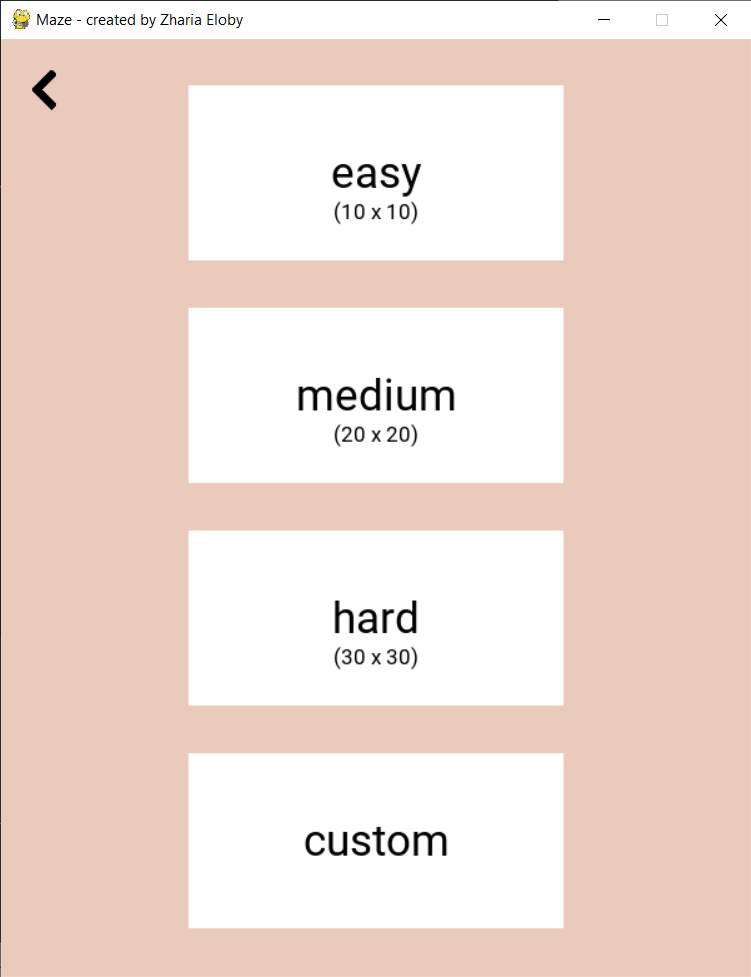 Maze - created by Zharia Eloby
easy
(10 x 10)
medium
(20 x 20)
hard
(30 x 30)
custom